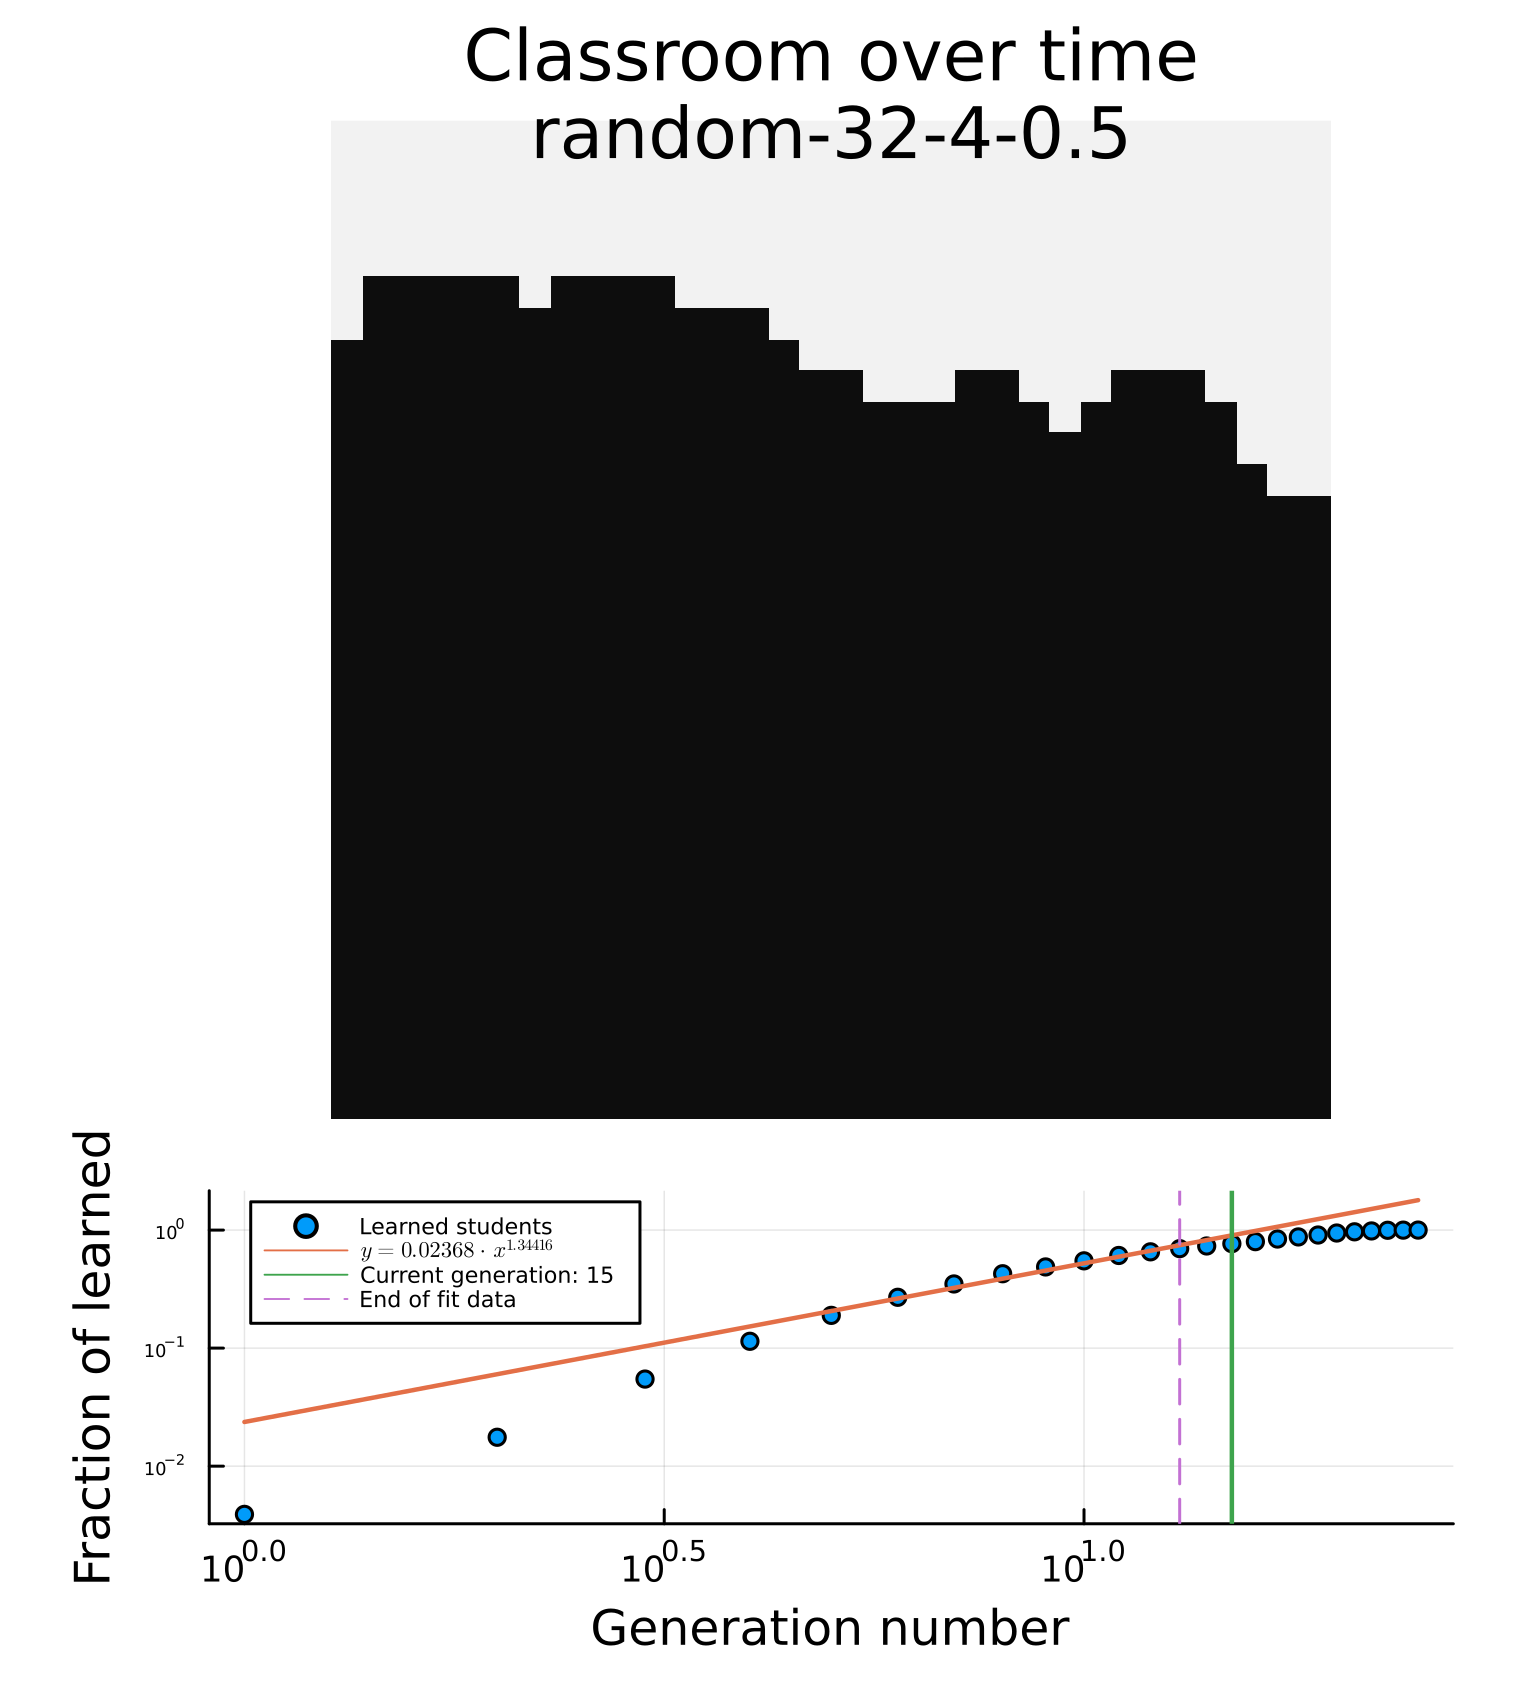 Classroom over time
random-32-4-0.5
Fraction of learned
10⁰
10⁻¹
10⁻²
Learned students
y = 0.02368 · x^1.34416
Current generation: 15
End of fit data
10^0.0
10^0.5
10^1.0
Generation number